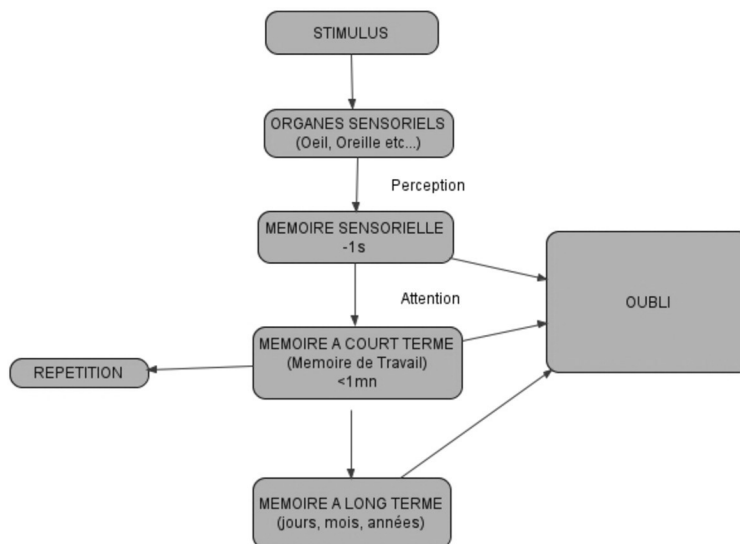 STIMULUS
ORGANES SENSORIELS
(Oeil, Oreille etc...)
Perception
MEMOIRE SENSORIELLE
-1s
OUBLI
Attention
MEMOIRE A COURT TERME
(Memoire de Travail)
<1mn
REPETITION
MEMOIRE A LONG TERME
(jours, mois, années)